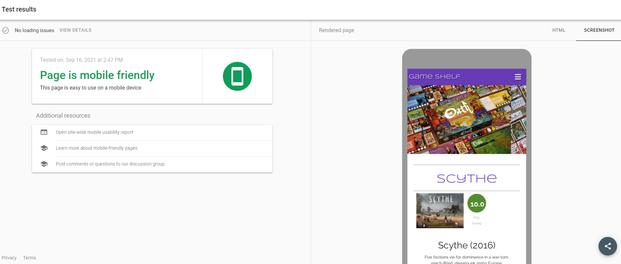 Test results
No loading issues VIEW DETAILS
Rendered page
HTML
SCREENSHOT
Tested on: Sep 16, 2021 at 2:47 PM
Page is mobile friendly
This page is easy to use on a mobile device
Additional resources
Open site-wide mobile usability report
Learn more about mobile-friendly pages
Post comments or questions to our discussion group
GAME SHELF
Oath
SCYTHE
SCYTHE
10.0
Scythe (2016)
Five factions vie for dominance in a war-torn,
Privacy Terms